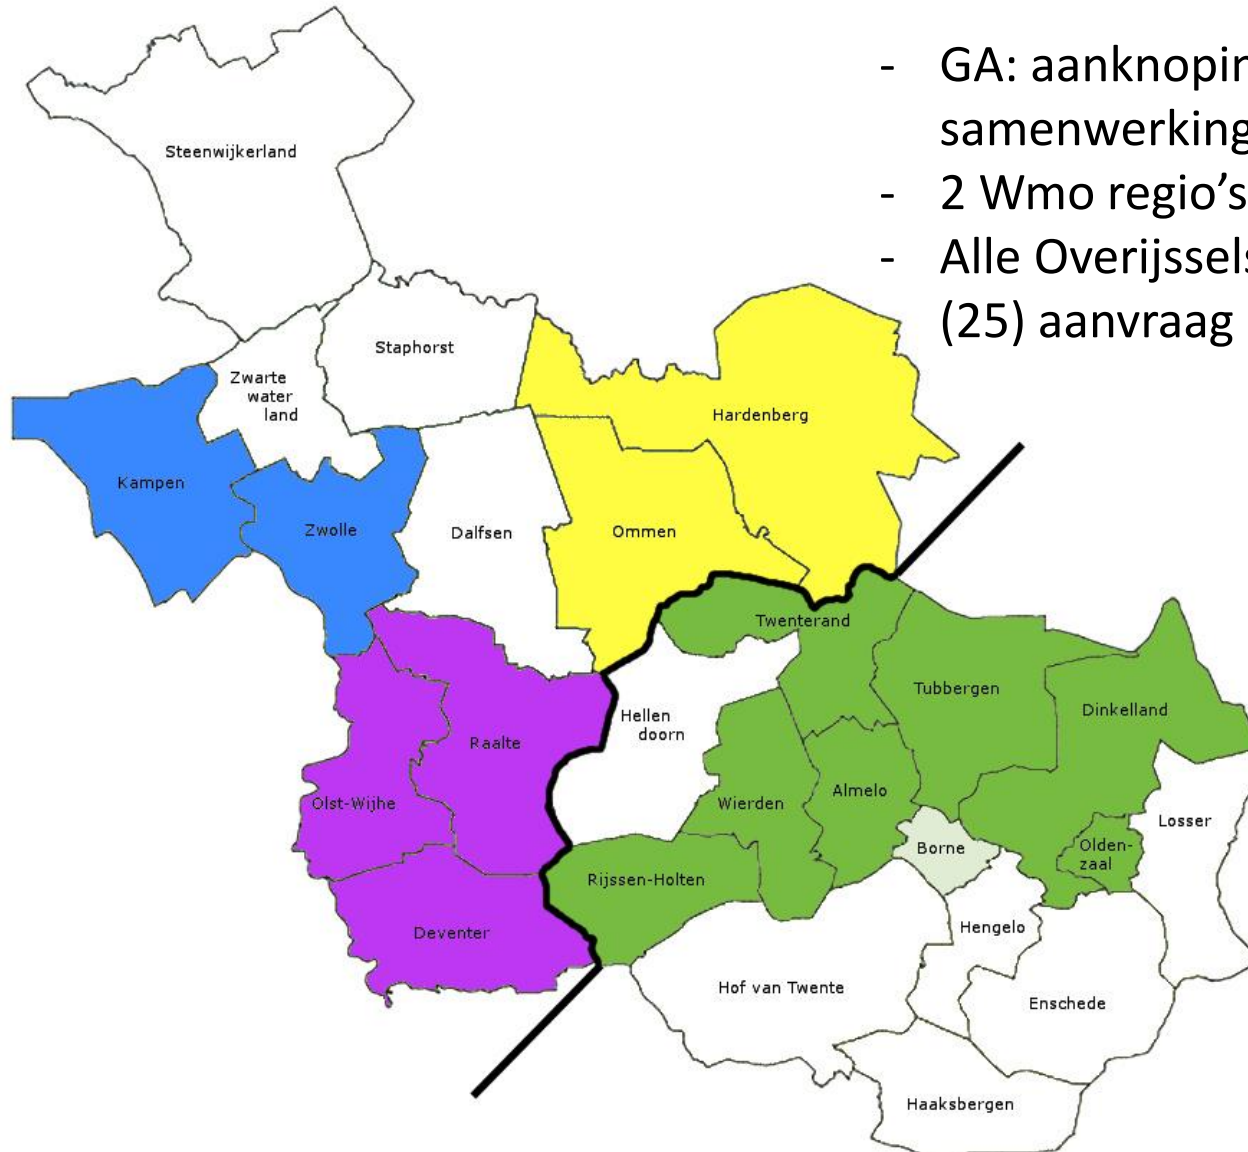 - GA: aanknopin
samenwerking
- 2 Wmo regio’s
- Alle Overijssels
(25) aanvraag
Steenwijkerland
Staphorst
Zwarte
water
land
Hardenberg
Kampen
Zwolle
Dalfsen
Ommen
Twenterand
Tubbergen
Dinkelland
Hellen
doorn
Raalte
Olst-Wijhe
Wierden
Almelo
Losser
Borne
Olden-
zaal
Rijssen-Holten
Deventer
Hengelo
Hof van Twente
Enschede
Haaksbergen